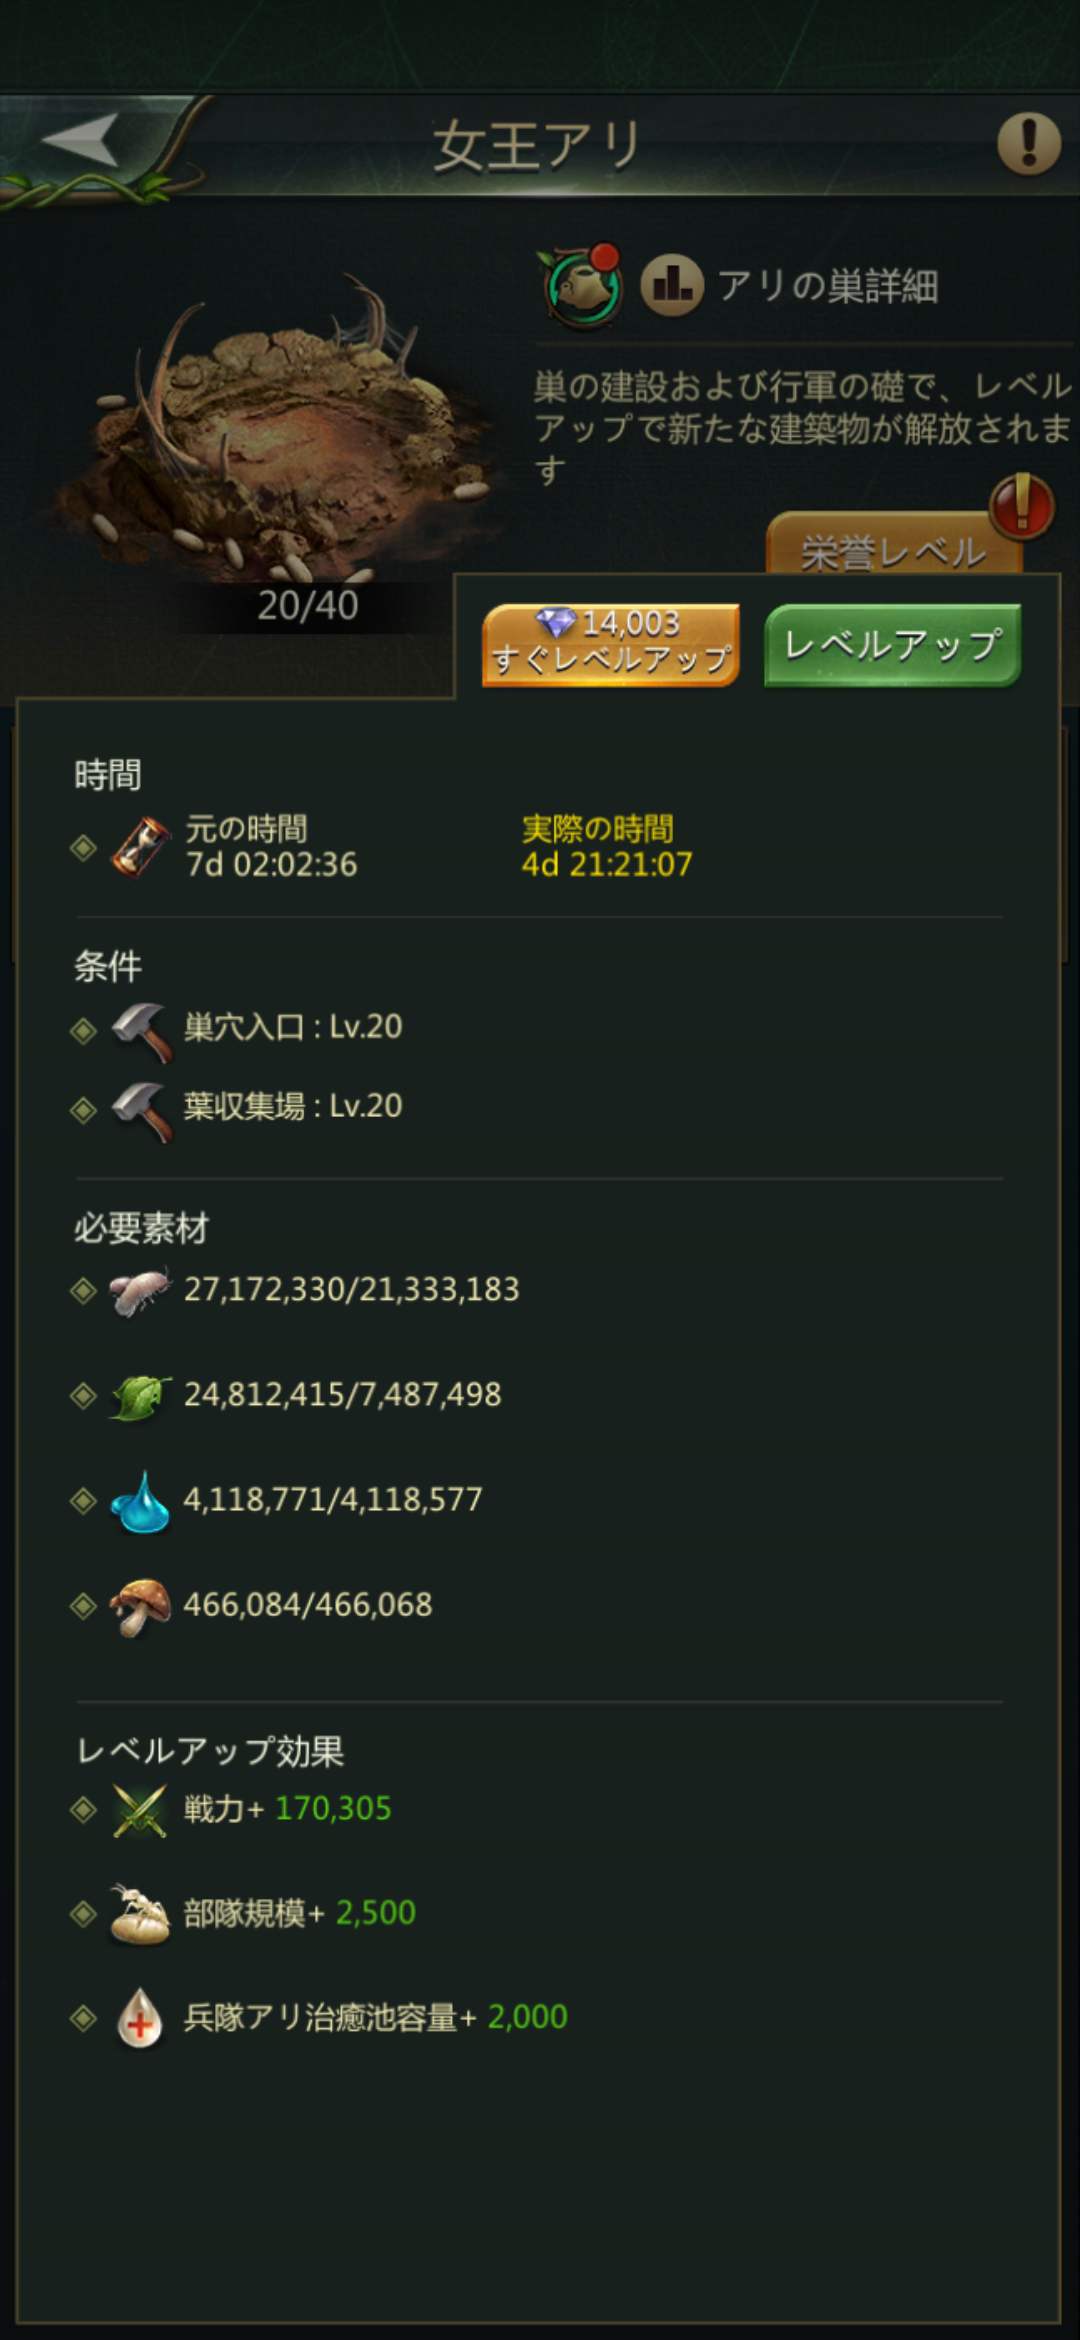 女王アリ
アリの巣詳細
巣の建設および行軍の礎で、レベル
アップで新たな建築物が解放されま
す
栄誉レベル
20/40
14,003
すぐレベルアップ
レベルアップ
時間
元の時間 実際の時間
7d 02:02:36 4d 21:21:07
条件
巣穴入口 : Lv.20
葉収集場 : Lv.20
必要素材
27,172,330/21,333,183
24,812,415/7,487,498
4,118,771/4,118,577
466,084/466,068
レベルアップ効果
戦力+ 170,305
部隊規模+ 2,500
兵隊アリ治癒池容量+ 2,000